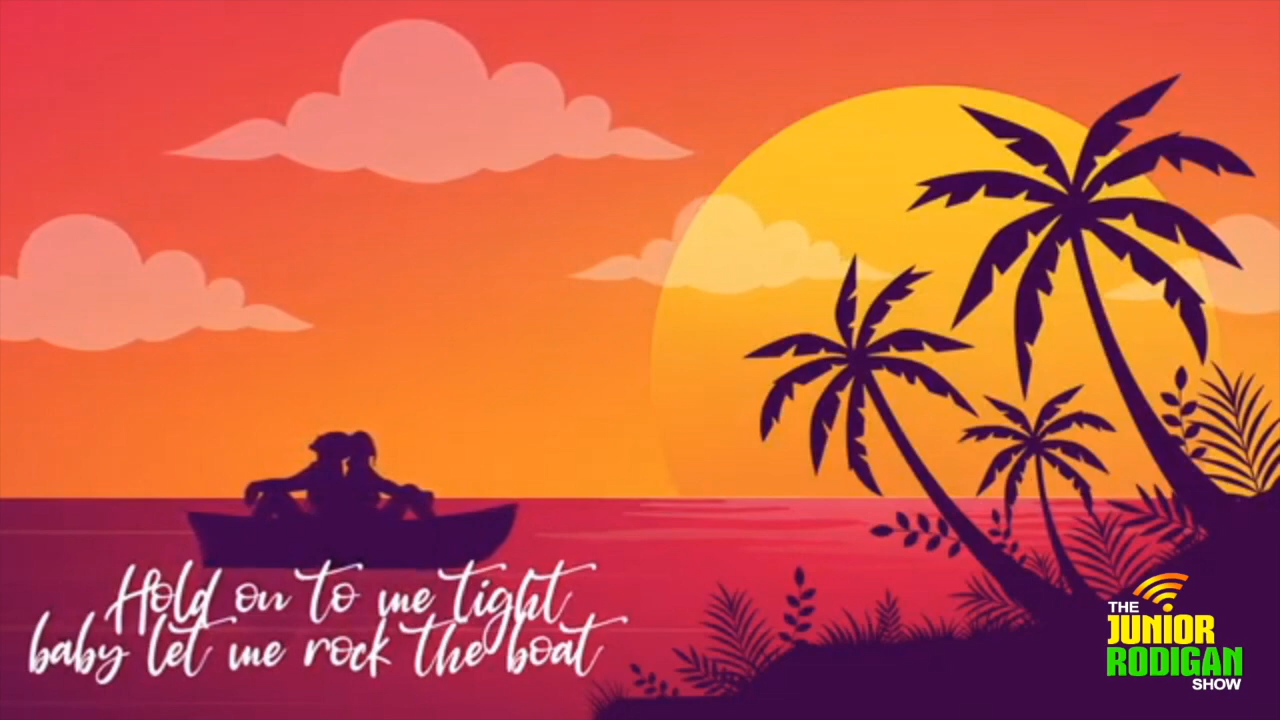 Hold on to me tight
baby let me rock the boat
THE
JUNIOR
RODIGAN
SHOW